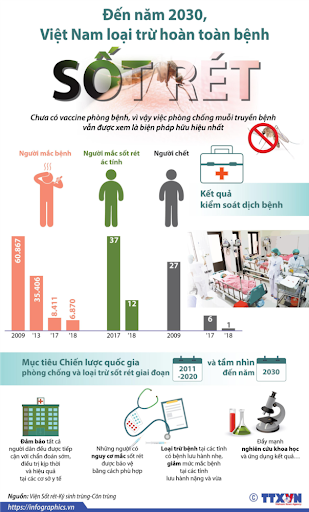 Đến năm 2030,
Việt Nam loại trừ hoàn toàn bệnh
SỐT RÉT
Chưa có vaccine phòng bệnh, vì vậy việc phòng chống muỗi truyền bệnh
vẫn được xem là biện pháp hữu hiệu nhất
Người mắc bệnh
Người mắc sốt rét
ác tính
Người chết
Kết quả
kiểm soát dịch bệnh
60.867
35.406
8.411
6.870
37
12
27
6
1
2009 '13 '17 '18
2009 '17 '18
2009 '17 '18
Mục tiêu Chiến lược quốc gia
phòng chống và loại trừ sốt rét giai đoạn
2011
-2020
và tầm nhìn
đến năm
2030
Đảm bảo tất cả
người dân đều được tiếp
cận với chẩn đoán sớm,
điều trị kịp thời
và hiệu quả
tại các cơ sở y tế
Những người có
nguy cơ mắc sốt rét
được bảo vệ
bằng cách phù hợp
Loại trừ bệnh tại các tỉnh
có bệnh lưu hành nhẹ,
giảm mức mắc bệnh
tại các tỉnh
lưu hành nặng và vừa
Đẩy mạnh
nghiên cứu khoa học
và ứng dụng kết quả...
Nguồn: Viện Sốt rét-Ký sinh trùng-Côn trùng
https://infographics.vn
© TTXVN